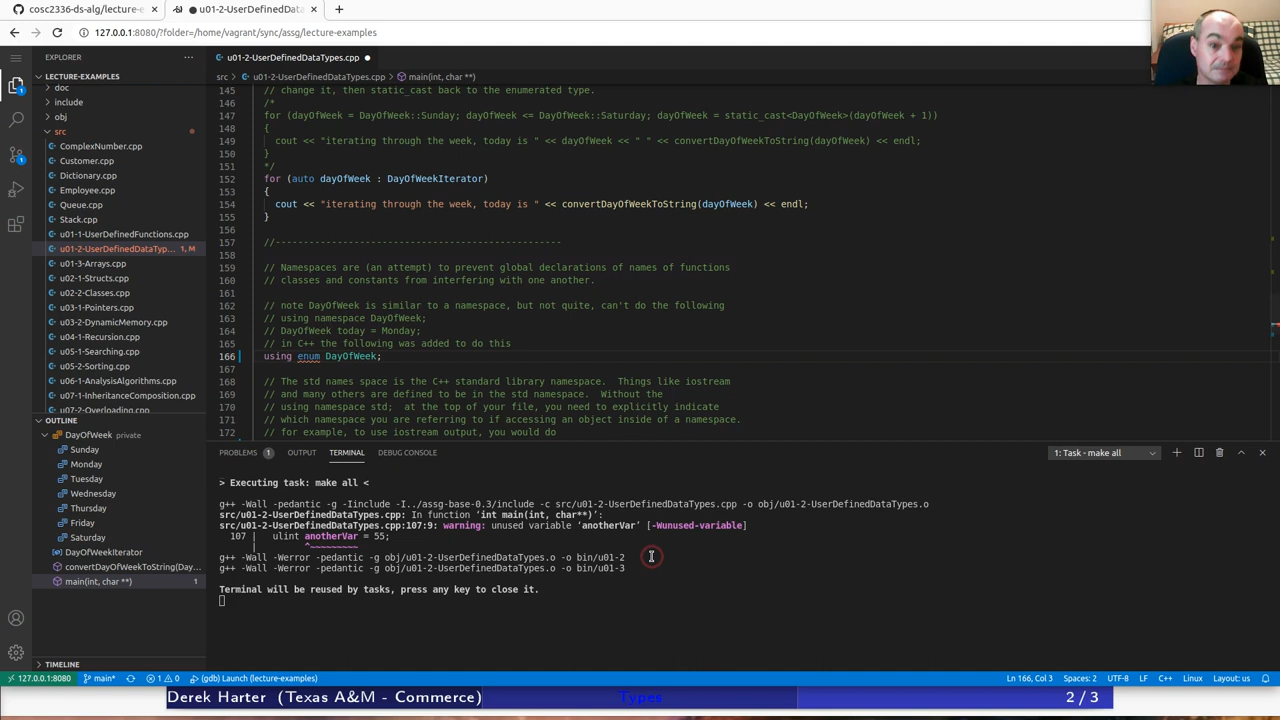 cosc2336-ds-alg/lecture-e
u01-2-UserDefinedData
127.0.0.1:8080/?folder=/home/vagrant/sync/assg/lecture-examples
EXPLORER
u01-2-UserDefinedDataTypes.cpp
LECTURE-EXAMPLES
src > u01-2-UserDefinedDataTypes.cpp > main(int, char **)
doc
include
obj
src
ComplexNumber.cpp
Customer.cpp
Dictionary.cpp
Employee.cpp
Queue.cpp
Stack.cpp
u01-1-UserDefinedFunctions.cpp
u01-2-UserDefinedDataTyp... 1, M
u01-3-Arrays.cpp
u02-1-Structs.cpp
u02-2-Classes.cpp
u03-1-Pointers.cpp
u03-2-DynamicMemory.cpp
u04-1-Recursion.cpp
u05-1-Searching.cpp
u05-2-Sorting.cpp
u06-1-AnalysisAlgorithms.cpp
u07-1-InheritanceComposition.cpp
u07-2-Overloading.cpp
OUTLINE
DayOfWeek private
Sunday
Monday
Tuesday
Wednesday
Thursday
Friday
Saturday
DayOfWeekIterator
convertDayOfWeekToString(Day...
main(int, char **) 1
TIMELINE
145 // change it, then static_cast back to the enumerated type.
146 /*
147 for (dayOfWeek = DayOfWeek::Sunday; dayOfWeek <= DayOfWeek::Saturday; dayOfWeek = static_cast<DayOfWeek>(dayOfWeek + 1))
148 {
149 cout << "iterating through the week, today is " << dayOfWeek << " " << convertDayOfWeekToString(dayOfWeek) << endl;
150 }
151 */
152 for (auto dayOfWeek : DayOfWeekIterator)
153 {
154 cout << "iterating through the week, today is " << convertDayOfWeekToString(dayOfWeek) << endl;
155 }
156
157 //--------------------------------------------------
158
159 // Namespaces are (an attempt) to prevent global declarations of names of functions
160 // classes and constants from interfering with one another.
161
162 // note DayOfWeek is similar to a namespace, but not quite, can't do the following
163 // using namespace DayOfWeek;
164 // DayOfWeek today = Monday;
165 // in C++ the following was added to do this
166 using enum DayOfWeek;
167
168 // The std names space is the C++ standard library namespace.  Things like iostream
169 // and many others are defined to be in the std namespace.  Without the
170 // using namespace std;  at the top of your file, you need to explicitly indicate
171 // which namespace you are referring to if accessing an object inside of a namespace.
172 // for example, to use iostream output, you would do
PROBLEMS 1 OUTPUT TERMINAL DEBUG CONSOLE 1: Task - make all
> Executing task: make all <
g++ -Wall -pedantic -g -Iinclude -I../assg-base-0.3/include -c src/u01-2-UserDefinedDataTypes.cpp -o obj/u01-2-UserDefinedDataTypes.o
src/u01-2-UserDefinedDataTypes.cpp: In function ‘int main(int, char**)’:
src/u01-2-UserDefinedDataTypes.cpp:107:9: warning: unused variable ‘anotherVar’ [-Wunused-variable]
107 | ulint anotherVar = 55;
| ^~~~~~~~~~
g++ -Wall -Werror -pedantic -g obj/u01-2-UserDefinedDataTypes.o -o bin/u01-2
g++ -Wall -Werror -pedantic -g obj/u01-2-UserDefinedDataTypes.o -o bin/u01-3
Terminal will be reused by tasks, press any key to close it.
127.0.0.1:8080 main* 1 0 (gdb) Launch (lecture-examples) Ln 166, Col 3 Spaces: 2 UTF-8 LF C++ Linux Layout: us
Derek Harter (Texas A&M - Commerce) Types 2 / 3